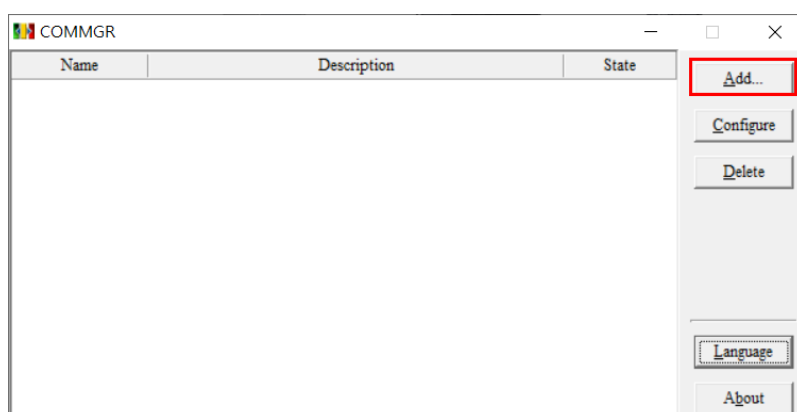 COMMGR
Name Description State
Add...
Configure
Delete
Language
About